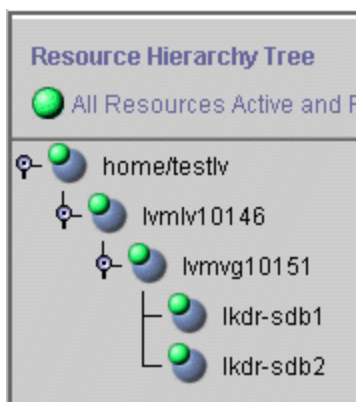 Resource Hierarchy Tree
All Resources Active and
home/testlv
lvmlv10146
lvmvg10151
lkdr-sdb1
lkdr-sdb2